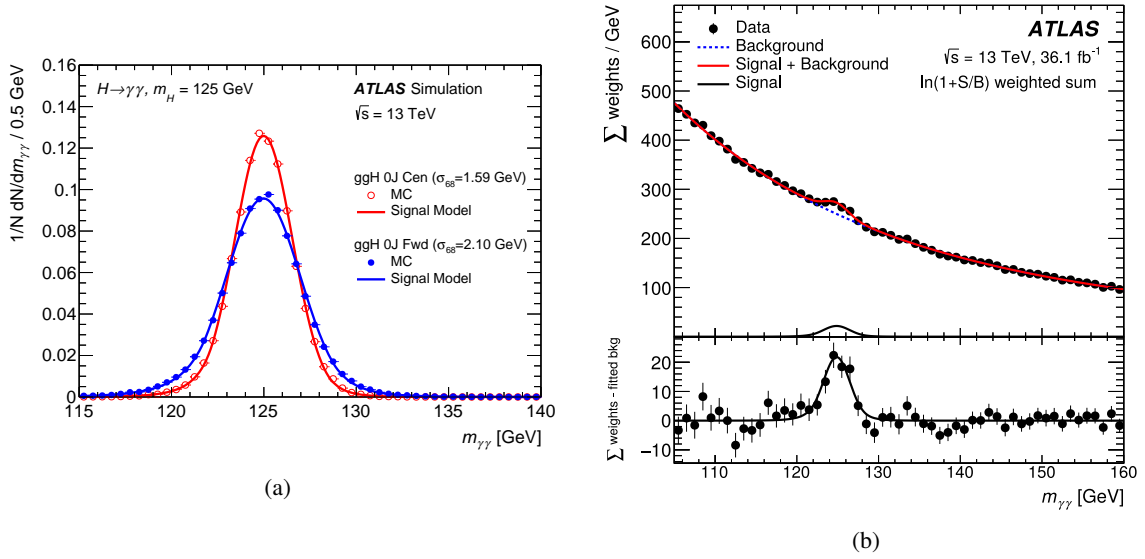 H→γγ, m_H = 125 GeV
ATLAS Simulation
√s = 13 TeV
ggH 0J Cen (σ68=1.59 GeV)
MC
Signal Model
ggH 0J Fwd (σ68=2.10 GeV)
MC
Signal Model
1/N dN/dmγγ / 0.5 GeV
0.16
0.14
0.12
0.1
0.08
0.06
0.04
0.02
0
115 120 125 130 135 140
mγγ [GeV]
(a)
Data
Background
Signal + Background
Signal
ATLAS
√s = 13 TeV, 36.1 fb⁻¹
ln(1+S/B) weighted sum
∑ weights / GeV
600
500
400
300
200
100
∑ weights - fitted bkg
20
10
0
−10
110 120 130 140 150 160
mγγ [GeV]
(b)